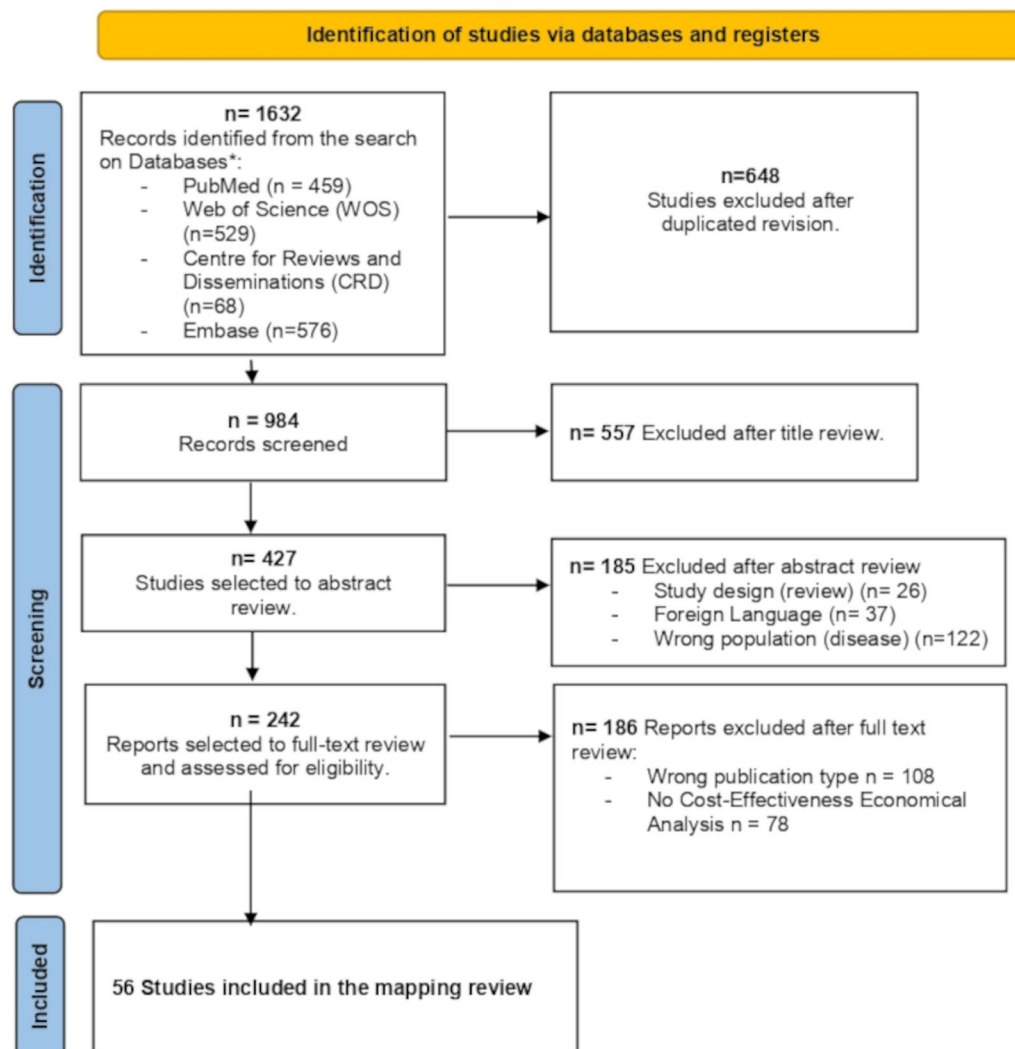 Identification of studies via databases and registers
Identification
n= 1632
Records identified from the search
on Databases*:
- PubMed (n = 459)
- Web of Science (WOS)
(n=529)
- Centre for Reviews and
Disseminations (CRD)
(n=68)
- Embase (n=576)
n=648
Studies excluded after
duplicated revision.
Screening
n = 984
Records screened
n= 557 Excluded after title review.
n= 427
Studies selected to abstract
review.
n= 185 Excluded after abstract review
- Study design (review) (n= 26)
- Foreign Language (n= 37)
- Wrong population (disease) (n=122)
n = 242
Reports selected to full-text review
and assessed for eligibility.
n= 186 Reports excluded after full text
review:
- Wrong publication type n = 108
- No Cost-Effectiveness Economical
Analysis n = 78
Included
56 Studies included in the mapping review